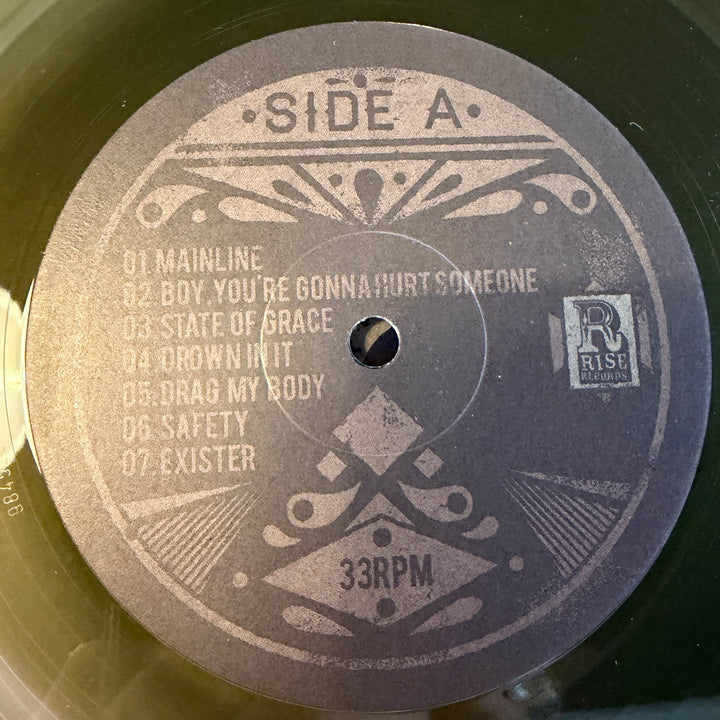 SIDE A
01. MAINLINE
02. BOY, YOU'RE GONNA HURT SOMEONE
03. STATE OF GRACE
04. DROWN IN IT
05. DRAG MY BODY
06. SAFETY
07. EXISTER
R
RISE
RECORDS
33RPM